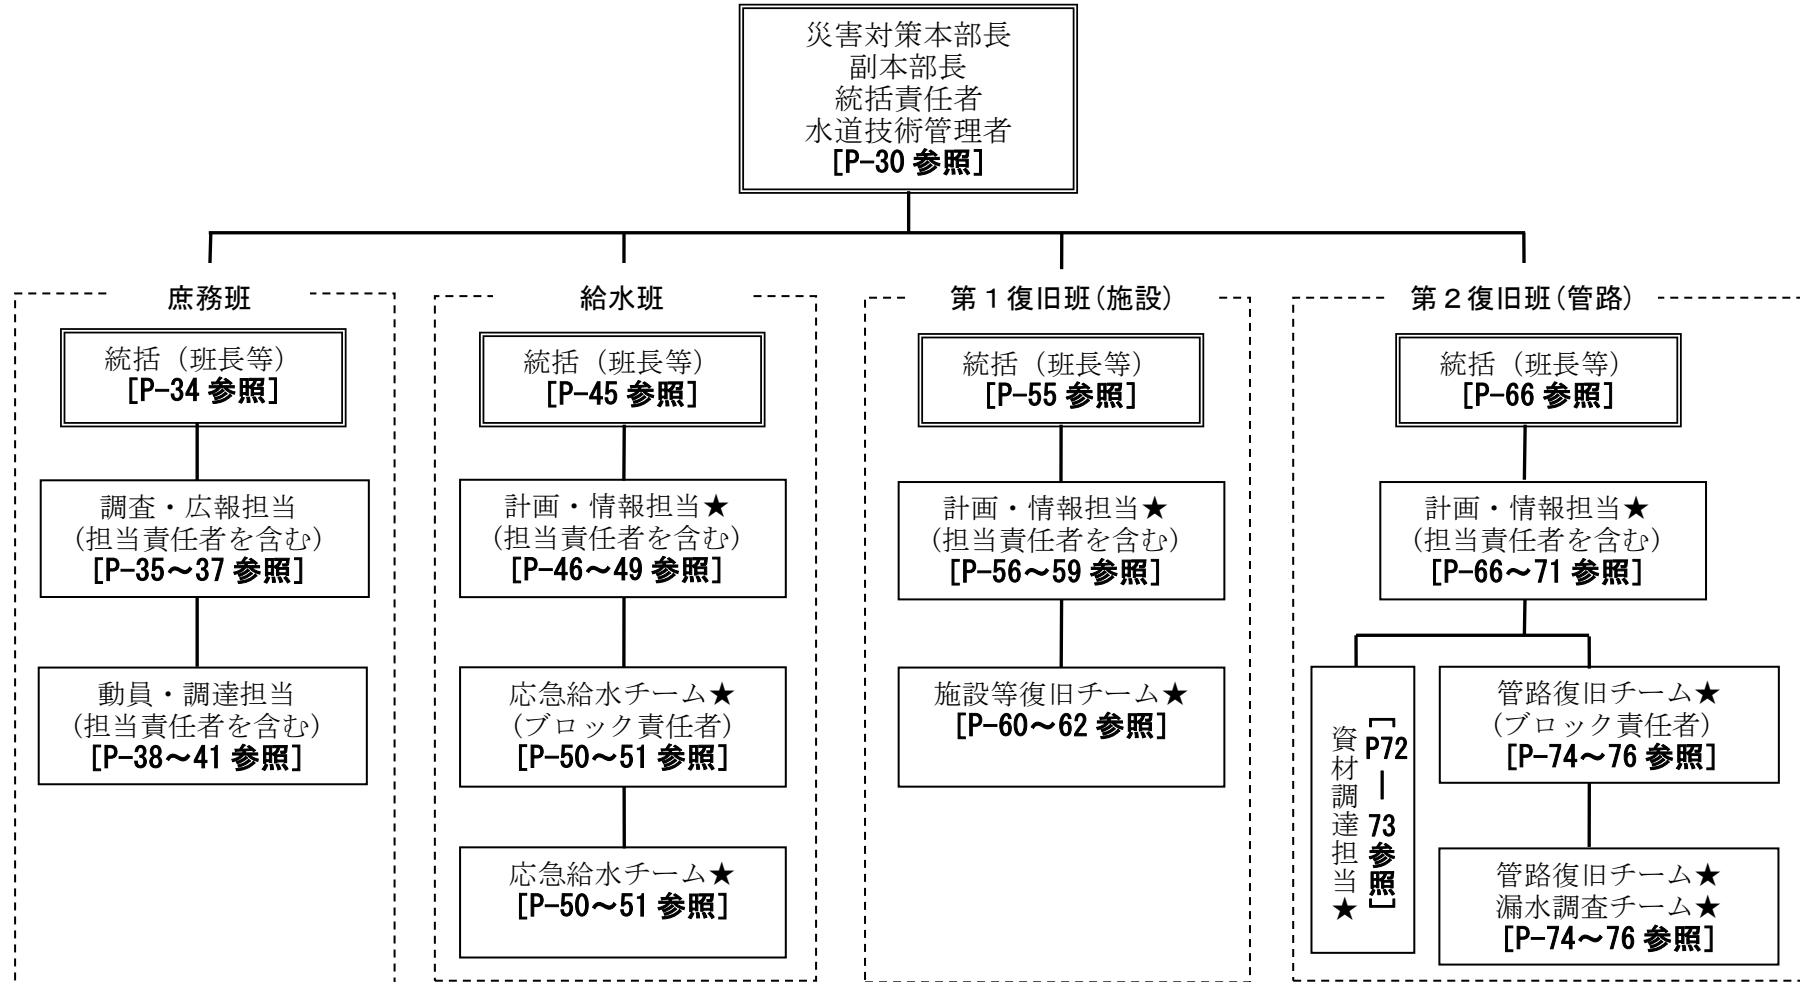 災害対策本部長
副本部長
統括責任者
水道技術管理者
[P-30 参照]
庶務班
統括（班長等）
[P-34 参照]
調査・広報担当
(担当責任者を含む)
[P-35～37 参照]
動員・調達担当
(担当責任者を含む)
[P-38～41 参照]
給水班
統括（班長等）
[P-45 参照]
計画・情報担当★
(担当責任者を含む)
[P-46～49 参照]
応急給水チーム★
(ブロック責任者)
[P-50～51 参照]
応急給水チーム★
[P-50～51 参照]
第１復旧班(施設)
統括（班長等）
[P-55 参照]
計画・情報担当★
(担当責任者を含む)
[P-56～59 参照]
施設等復旧チーム★
[P-60～62 参照]
第２復旧班(管路)
統括（班長等）
[P-66 参照]
計画・情報担当★
(担当責任者を含む)
[P-66～71 参照]
資材調達担当★
[P72ー73参照]
管路復旧チーム★
(ブロック責任者)
[P-74～76 参照]
管路復旧チーム★
漏水調査チーム★
[P-74～76 参照]